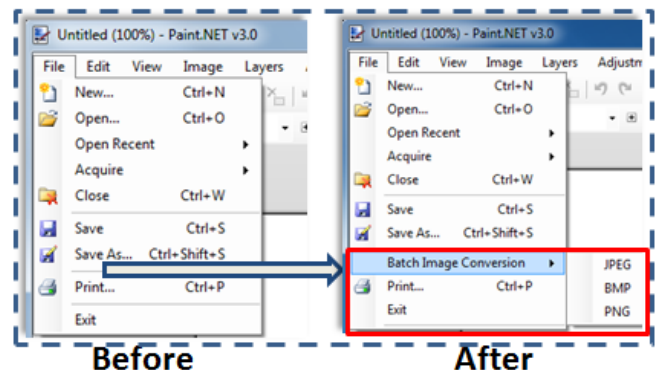 Untitled (100%) - Paint.NET v3.0
File Edit View Image Layers
New... Ctrl+N
Open... Ctrl+O
Open Recent
Acquire
Close Ctrl+W
Save Ctrl+S
Save As... Ctrl+Shift+S
Print... Ctrl+P
Exit
Before
Untitled (100%) - Paint.NET v3.0
File Edit View Image Layers Adjustm
New... Ctrl+N
Open... Ctrl+O
Open Recent
Acquire
Close Ctrl+W
Save Ctrl+S
Save As... Ctrl+Shift+S
Batch Image Conversion
JPEG
Print... Ctrl+P
BMP
Exit
PNG
After